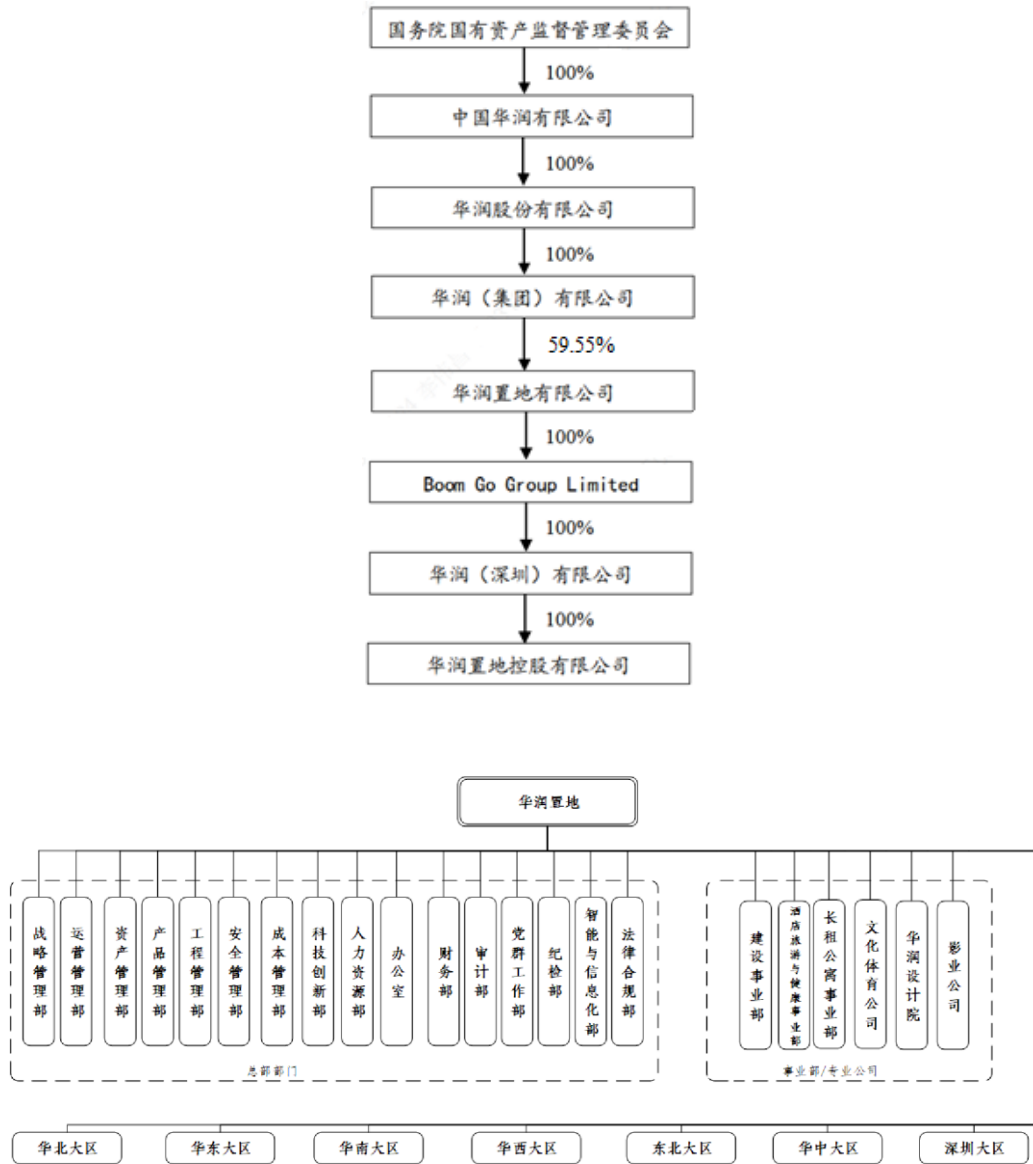 国务院国有资产监督管理委员会
100%
中国华润有限公司
100%
华润股份有限公司
100%
华润（集团）有限公司
59.55%
华润置地有限公司
100%
Boom Go Group Limited
100%
华润（深圳）有限公司
100%
华润置地控股有限公司
华润置地
战略管理部
运营管理部
资产管理部
产品管理部
工程管理部
安全管理部
成本管理部
科技创新部
人力资源部
办公室
财务部
审计部
党群工作部
纪检部
智能与信息化部
法律合规部
总部部门
建设事业部
酒店旅游与健康事业部
长租公寓事业部
文化体育公司
华润设计院
影业公司
事业部/专业公司
华北大区
华东大区
华南大区
华西大区
东北大区
华中大区
深圳大区